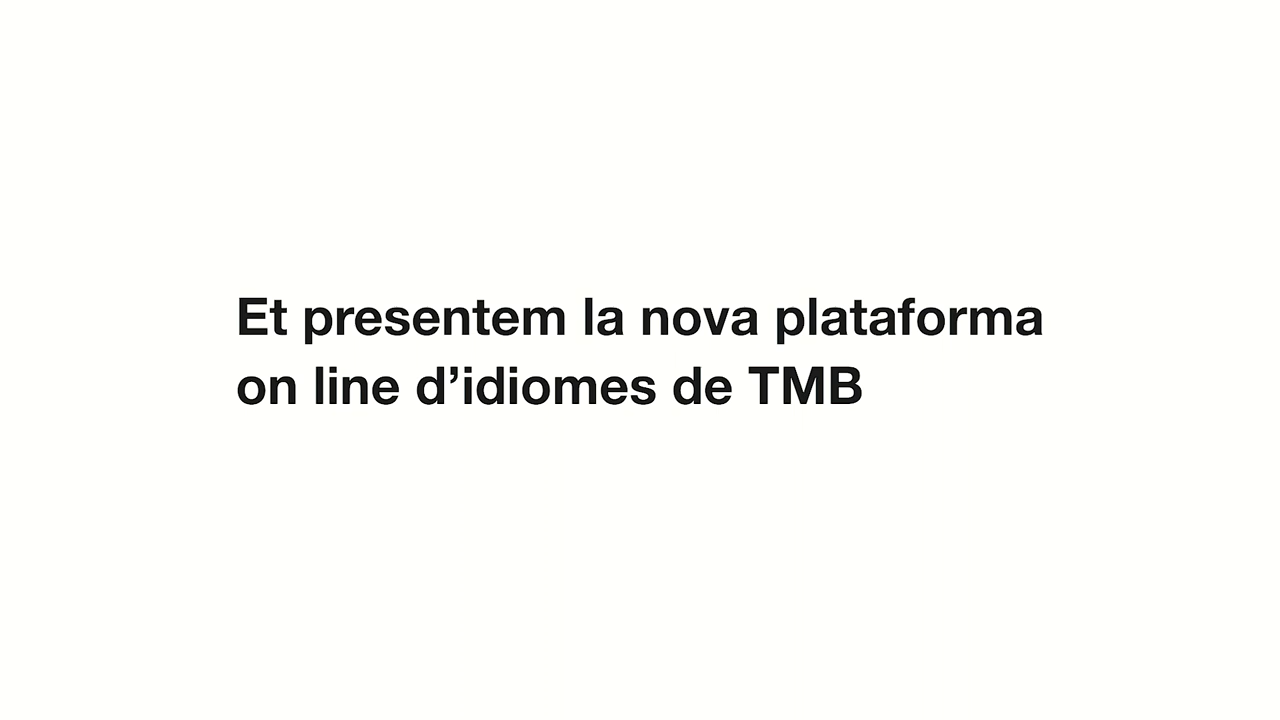 Et presentem la nova plataforma
on line d’idiomes de TMB